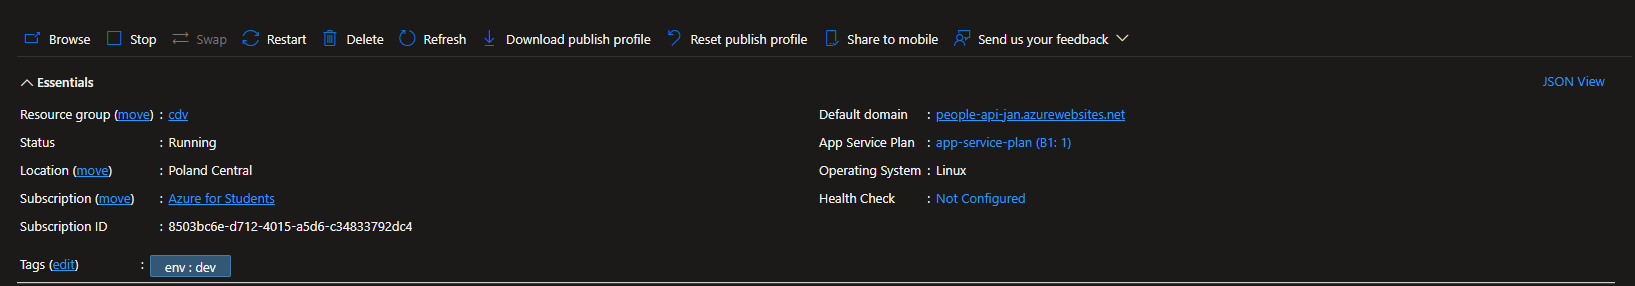 Browse Stop Swap Restart Delete Refresh Download publish profile Reset publish profile Share to mobile Send us your feedback
Essentials JSON View
Resource group (move) : cdv
Status : Running
Location (move) : Poland Central
Subscription (move) : Azure for Students
Subscription ID : 8503bc6e-d712-4015-a5d6-c34833792dc4
Default domain : people-api-jan.azurewebsites.net
App Service Plan : app-service-plan (B1: 1)
Operating System : Linux
Health Check : Not Configured
Tags (edit) : env : dev